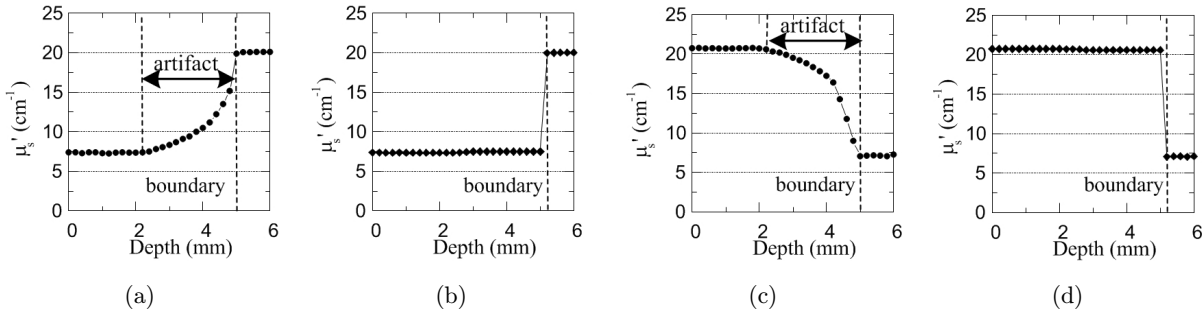 25
20
15
10
5
0
μs' (cm-1)
artifact
boundary
0 2 4 6
Depth (mm)
(a)
25
20
15
10
5
0
μs' (cm-1)
boundary
0 2 4 6
Depth (mm)
(b)
25
20
15
10
5
0
μs' (cm-1)
artifact
boundary
0 2 4 6
Depth (mm)
(c)
25
20
15
10
5
0
μs' (cm-1)
boundary
0 2 4 6
Depth (mm)
(d)